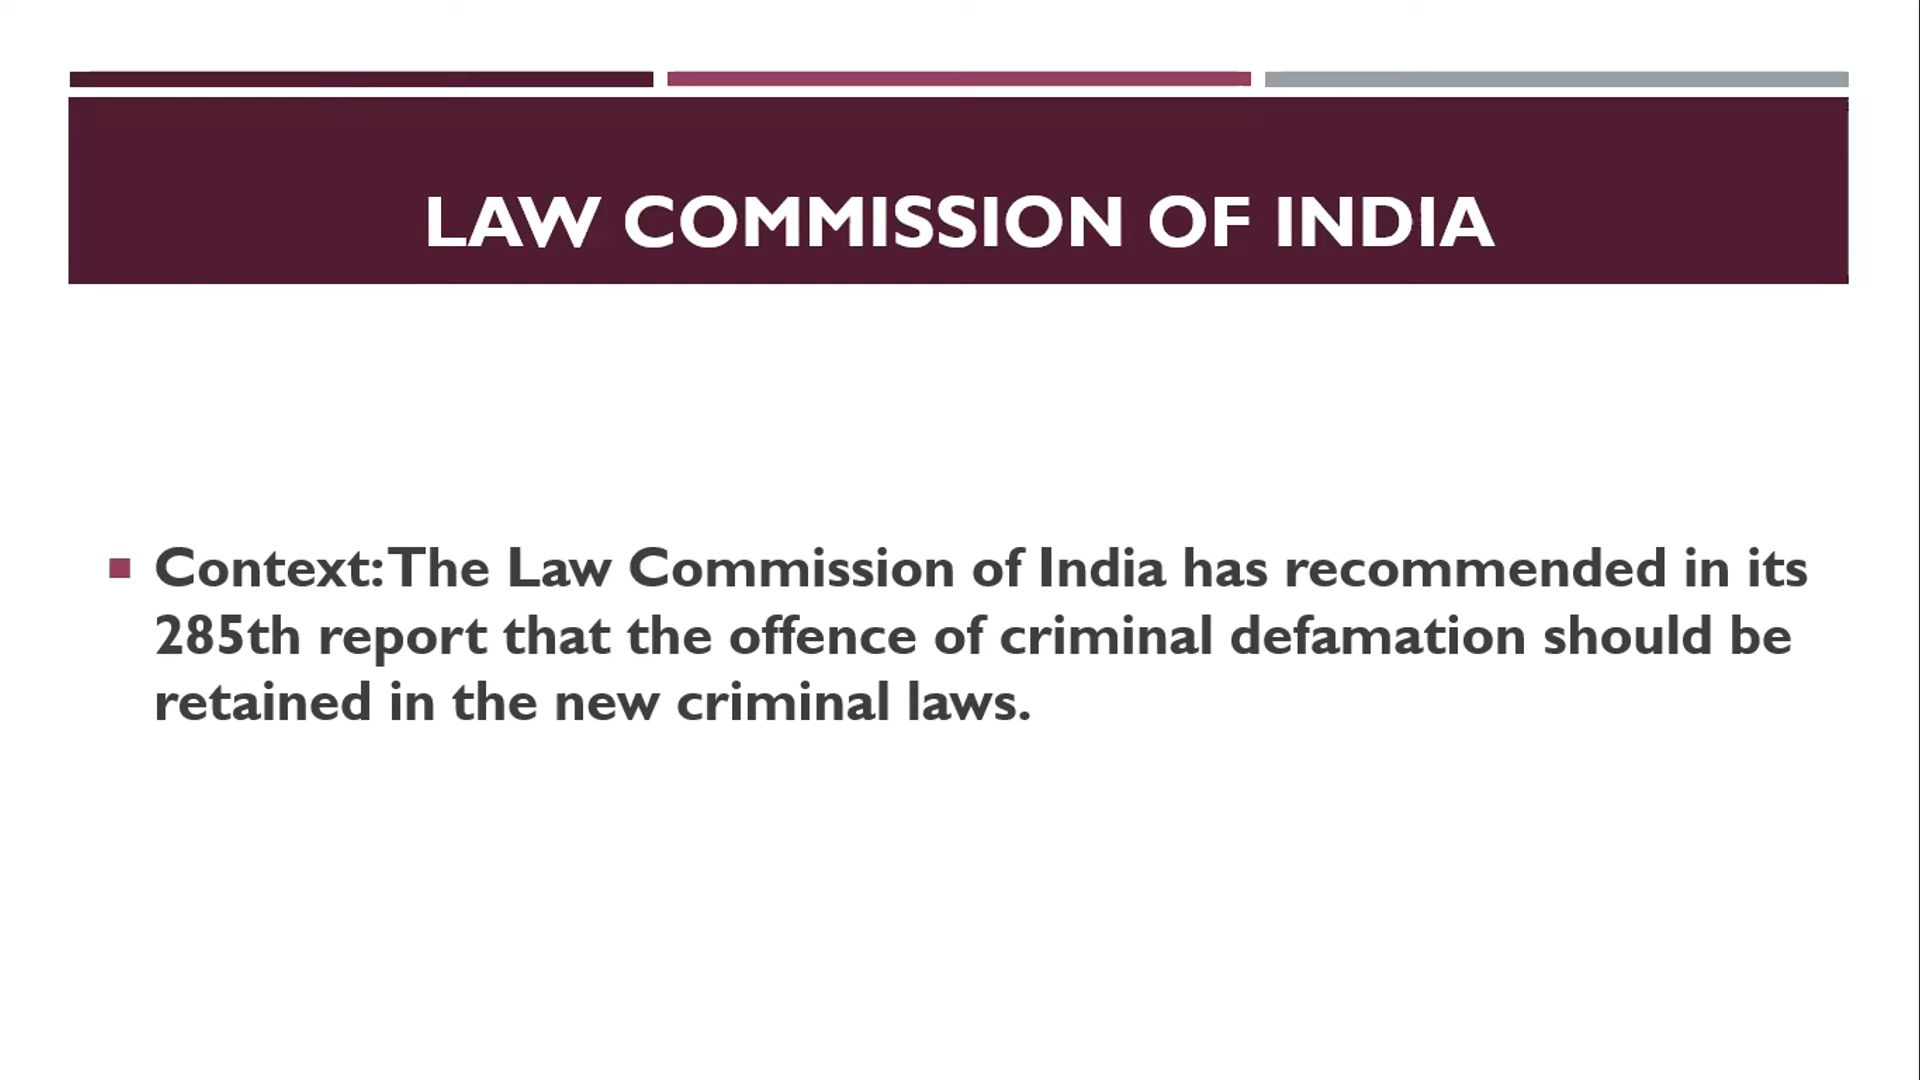 LAW COMMISSION OF INDIA
Context: The Law Commission of India has recommended in its
285th report that the offence of criminal defamation should be
retained in the new criminal laws.